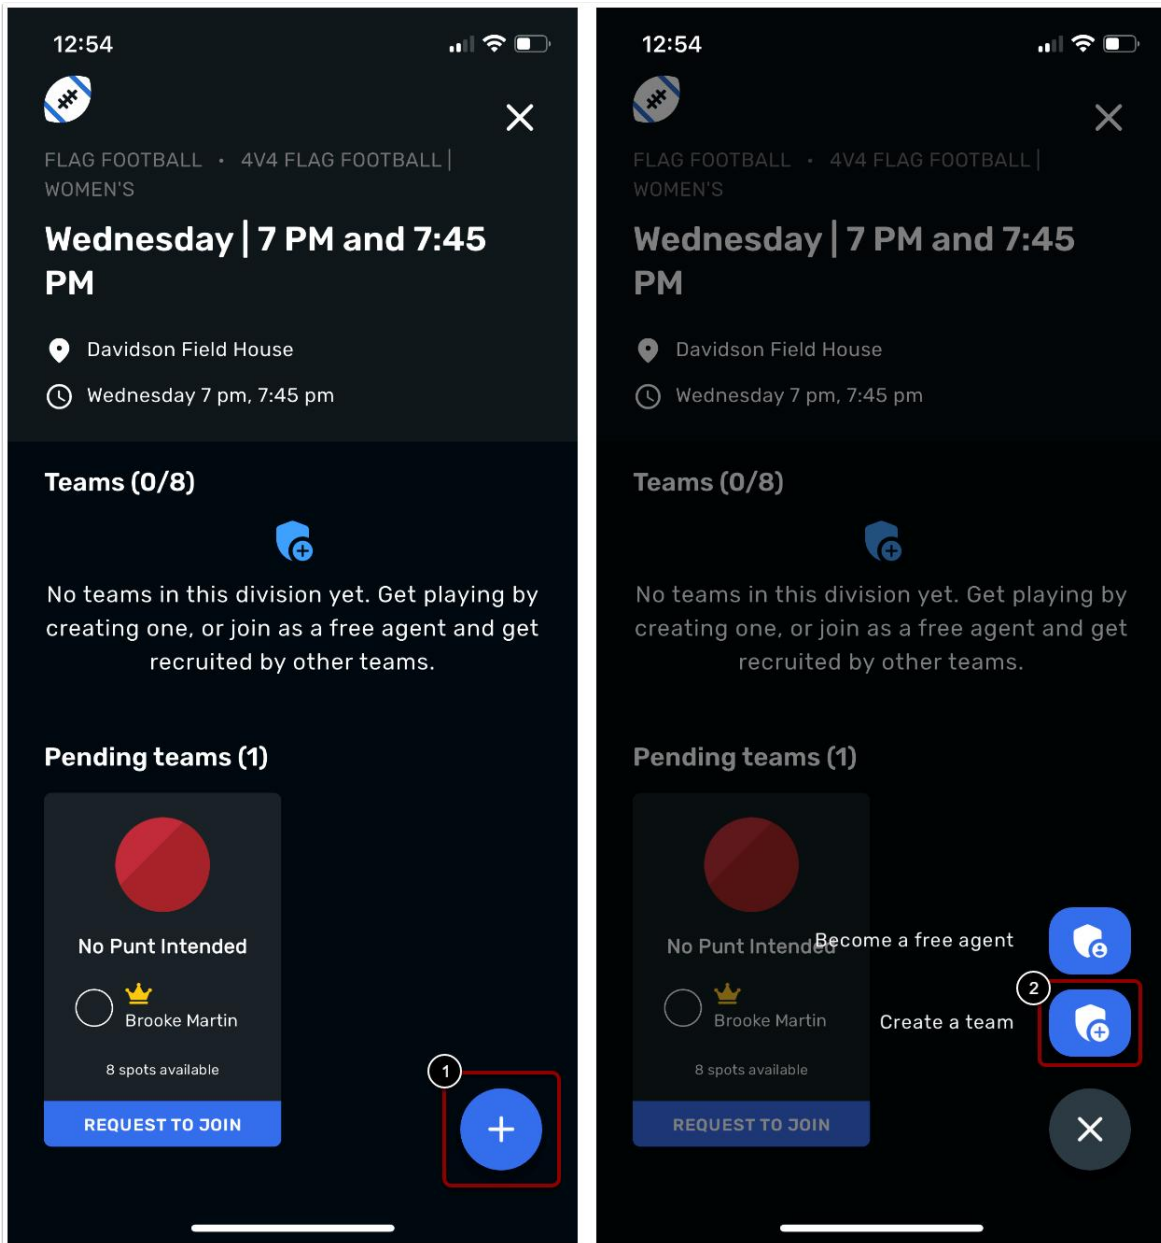 12:54
FLAG FOOTBALL • 4V4 FLAG FOOTBALL |
WOMEN'S
Wednesday | 7 PM and 7:45
PM
Davidson Field House
Wednesday 7 pm, 7:45 pm
Teams (0/8)
No teams in this division yet. Get playing by
creating one, or join as a free agent and get
recruited by other teams.
Pending teams (1)
No Punt Intended
Brooke Martin
8 spots available
REQUEST TO JOIN
1
12:54
FLAG FOOTBALL • 4V4 FLAG FOOTBALL |
WOMEN'S
Wednesday | 7 PM and 7:45
PM
Davidson Field House
Wednesday 7 pm, 7:45 pm
Teams (0/8)
No teams in this division yet. Get playing by
creating one, or join as a free agent and get
recruited by other teams.
Pending teams (1)
No Punt Intended
Become a free agent
2
Brooke Martin
Create a team
8 spots available
REQUEST TO JOIN